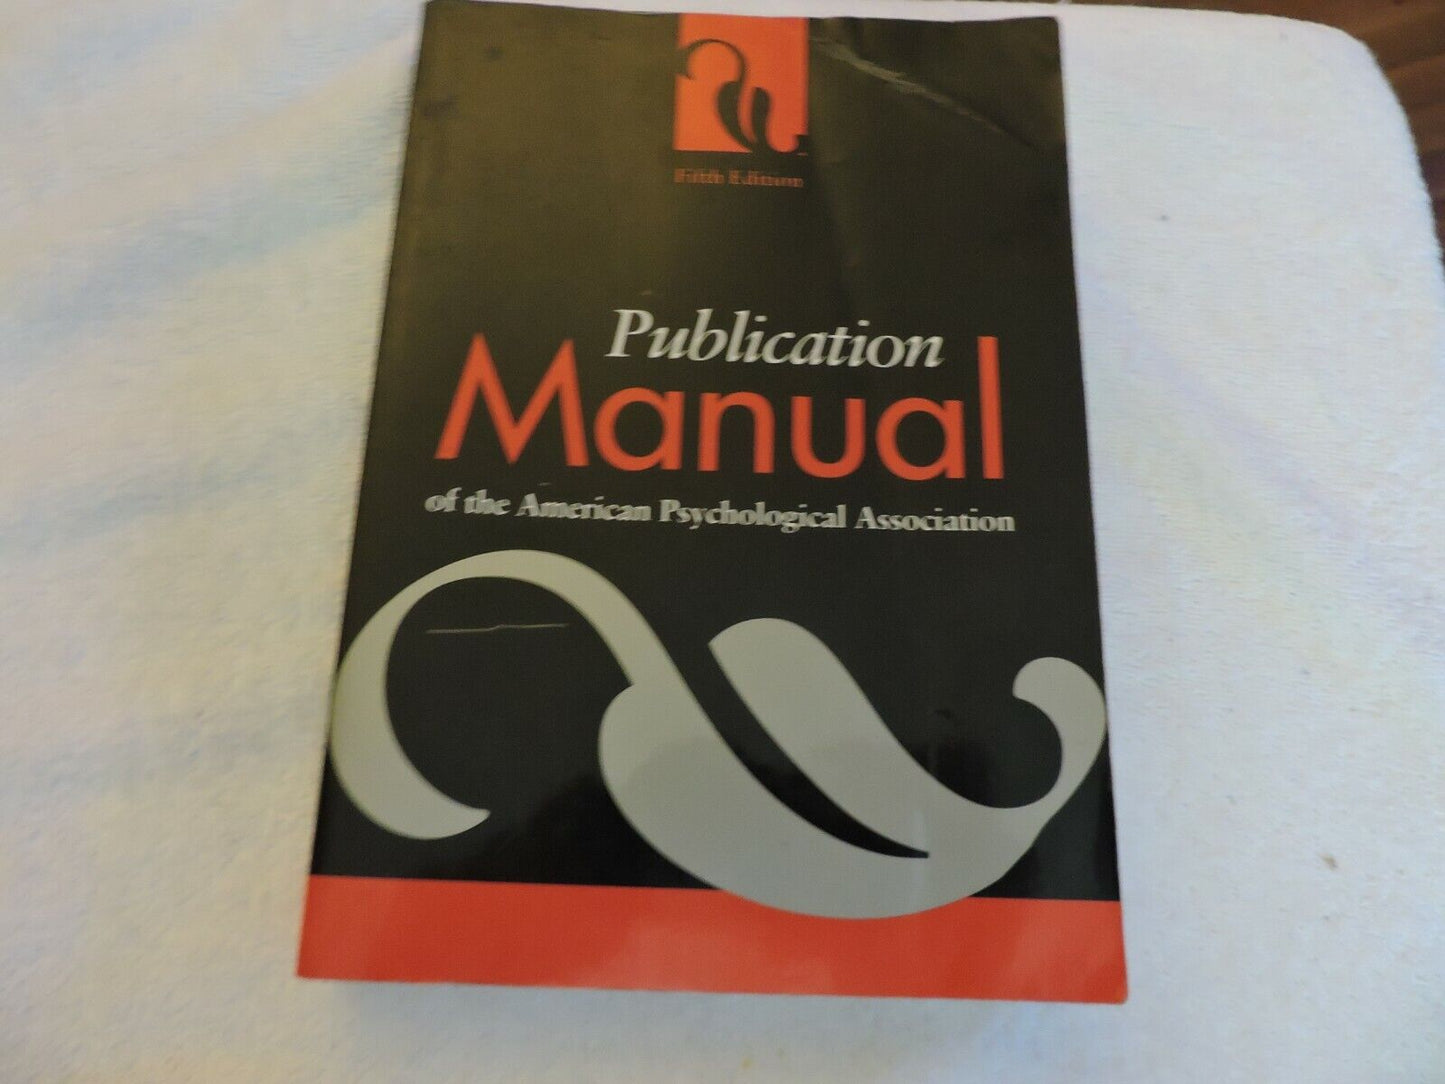 Fifth Edition
Publication
Manual
of the American Psychological Association